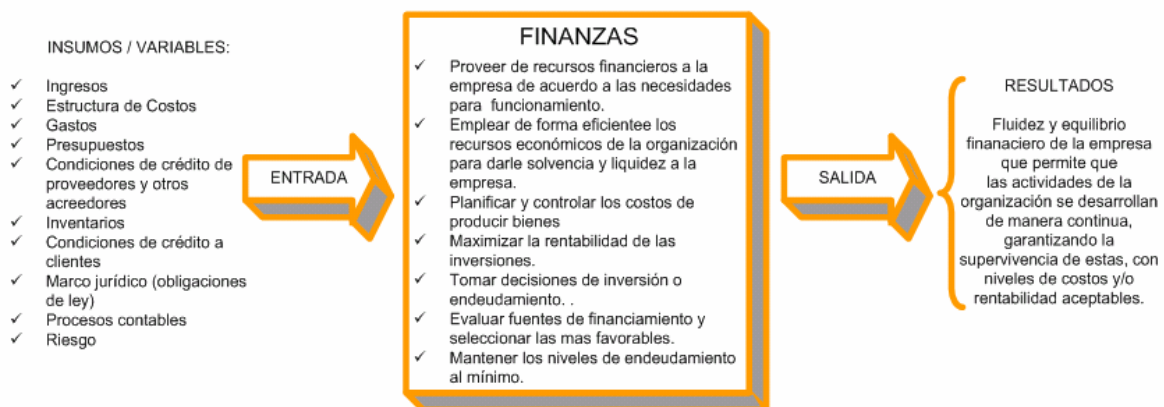 INSUMOS / VARIABLES:
✓ Ingresos
✓ Estructura de Costos
✓ Gastos
✓ Presupuestos
✓ Condiciones de crédito de
proveedores y otros
acreedores
✓ Inventarios
✓ Condiciones de crédito a
clientes
✓ Marco jurídico (obligaciones
de ley)
✓ Procesos contables
✓ Riesgo
ENTRADA
FINANZAS
✓ Proveer de recursos financieros a la
empresa de acuerdo a las necesidades
para funcionamiento.
✓ Emplear de forma eficientee los
recursos económicos de la organización
para darle solvencia y liquidez a la
empresa.
✓ Planificar y controlar los costos de
producir bienes
✓ Maximizar la rentabilidad de las
inversiones.
✓ Tomar decisiones de inversión o
endeudamiento. .
✓ Evaluar fuentes de financiamiento y
seleccionar las mas favorables.
✓ Mantener los niveles de endeudamiento
al mínimo.
SALIDA
RESULTADOS
Fluidez y equilibrio
finanaciero de la empresa
que permite que
las actividades de la
organización se desarrollan
de manera continua,
garantizando la
supervivencia de estas, con
niveles de costos y/o
rentabilidad aceptables.